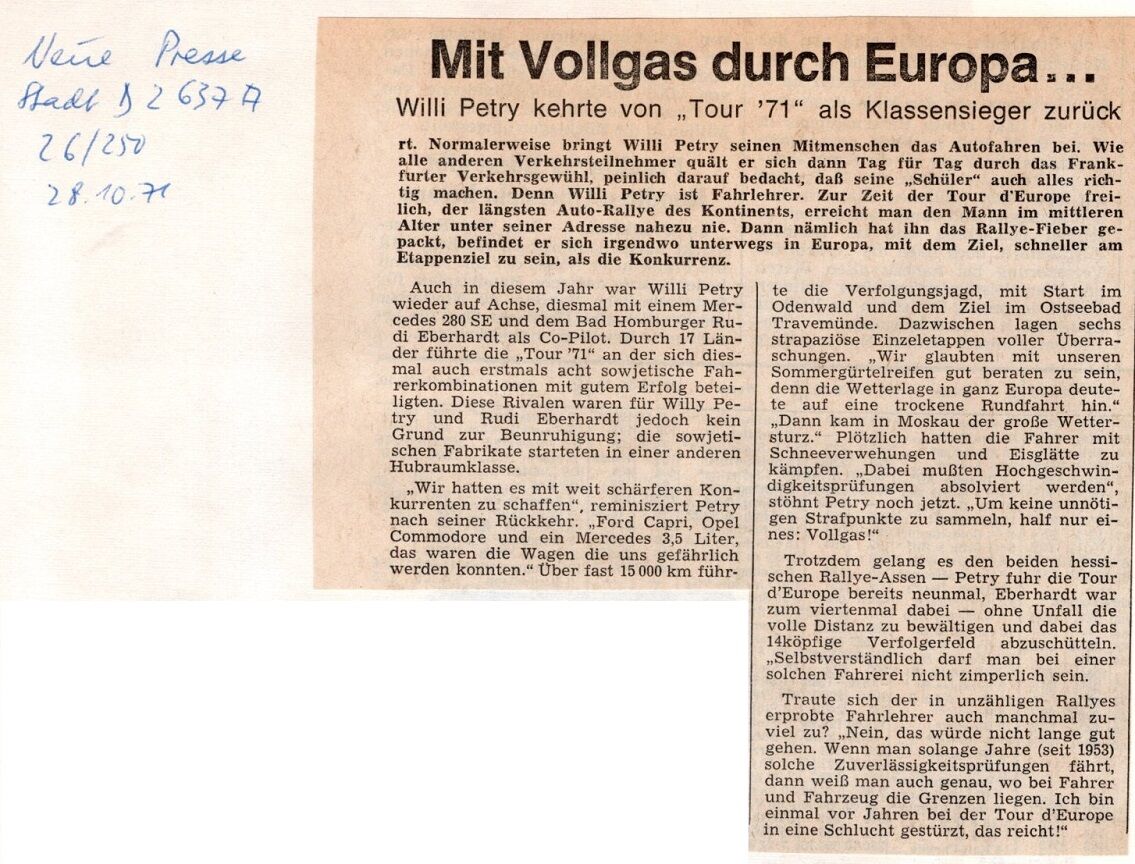 Neue Presse
Stadt D 2 637 A
26/250
28.10.71
Mit Vollgas durch Europa...
Willi Petry kehrte von „Tour ’71“ als Klassensieger zurück
rt. Normalerweise bringt Willi Petry seinen Mitmenschen das Autofahren bei. Wie
alle anderen Verkehrsteilnehmer quält er sich dann Tag für Tag durch das Frank-
furter Verkehrsgewühl, peinlich darauf bedacht, daß seine „Schüler“ auch alles rich-
tig machen. Denn Willi Petry ist Fahrlehrer. Zur Zeit der Tour d'Europe frei-
lich, der längsten Auto-Rallye des Kontinents, erreicht man den Mann im mittleren
Alter unter seiner Adresse nahezu nie. Dann nämlich hat ihn das Rallye-Fieber ge-
packt, befindet er sich irgendwo unterwegs in Europa, mit dem Ziel, schneller am
Etappenziel zu sein, als die Konkurrenz.
Auch in diesem Jahr war Willi Petry
wieder auf Achse, diesmal mit einem Mer-
cedes 280 SE und dem Bad Homburger Ru-
di Eberhardt als Co-Pilot. Durch 17 Län-
der führte die „Tour ’71“ an der sich dies-
mal auch erstmals acht sowjetische Fah-
rerkombinationen mit gutem Erfolg betei-
ligten. Diese Rivalen waren für Willy Pe-
try und Rudi Eberhardt jedoch kein
Grund zur Beunruhigung; die sowjeti-
schen Fabrikate starteten in einer anderen
Hubraumklasse.
„Wir hatten es mit weit schärferen Kon-
kurrenten zu schaffen“, reminisziert Petry
nach seiner Rückkehr. „Ford Capri, Opel
Commodore und ein Mercedes 3,5 Liter,
das waren die Wagen die uns gefährlich
werden konnten.“ Über fast 15 000 km führ-
te die Verfolgungsjagd, mit Start im
Odenwald und dem Ziel im Ostseebad
Travemünde. Dazwischen lagen sechs
strapaziöse Einzeletappen voller Überra-
schungen. „Wir glaubten mit unseren
Sommergürtelreifen gut beraten zu sein,
denn die Wetterlage in ganz Europa deute-
te auf eine trockene Rundfahrt hin.“
„Dann kam in Moskau der große Wetter-
sturz.“ Plötzlich hatten die Fahrer mit
Schneeverwehungen und Eisglätte zu
kämpfen. „Dabei mußten Hochgeschwin-
digkeitsprüfungen absolviert werden“,
stöhnt Petry noch jetzt. „Um keine unnöti-
gen Strafpunkte zu sammeln, half nur ei-
nes: Vollgas!“
Trotzdem gelang es den beiden hessi-
schen Rallye-Assen — Petry fuhr die Tour
d'Europe bereits neunmal, Eberhardt war
zum viertenmal dabei — ohne Unfall die
volle Distanz zu bewältigen und dabei das
14köpfige Verfolgerfeld abzuschütteln.
„Selbstverständlich darf man bei einer
solchen Fahrerei nicht zimperlich sein.
Traute sich der in unzähligen Rallyes
erprobte Fahrlehrer auch manchmal zu-
viel zu? „Nein, das würde nicht lange gut
gehen. Wenn man solange Jahre (seit 1953)
solche Zuverlässigkeitsprüfungen fährt,
dann weiß man auch genau, wo bei Fahrer
und Fahrzeug die Grenzen liegen. Ich bin
einmal vor Jahren bei der Tour d'Europe
in eine Schlucht gestürzt, das reicht!“